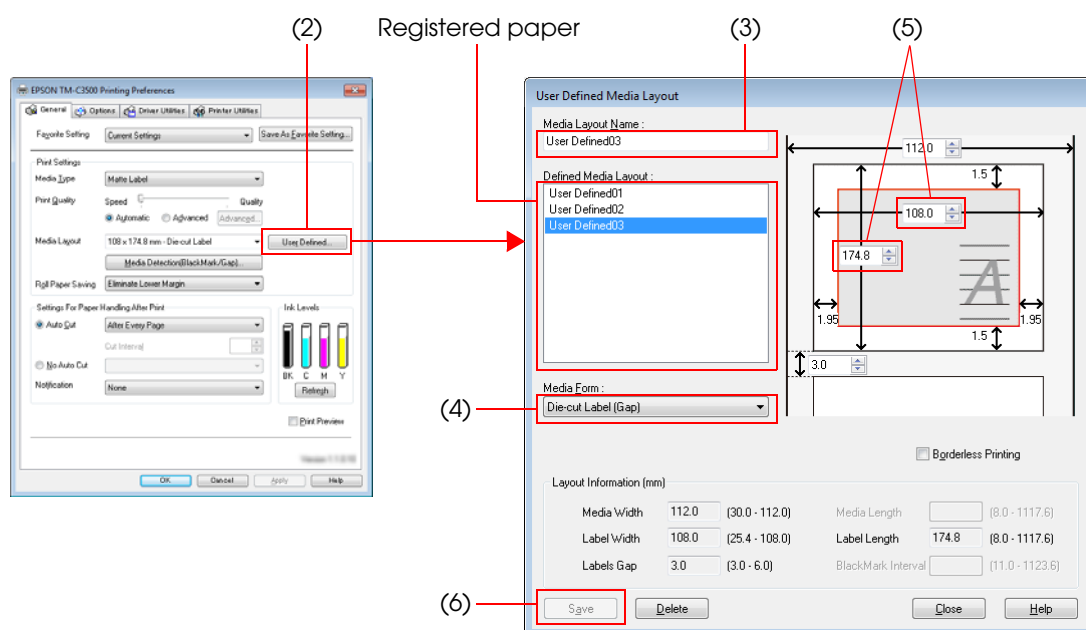 (2)
Registered paper
(3)
(5)
EPSON TM-C3500 Printing Preferences
General
Options
Driver Utilities
Printer Utilities
Favorite Setting
Current Settings
Save As Favorite Setting...
Print Settings
Media Type
Matte Label
Print Quality
Speed
Quality
Automatic
Advanced
Advanced...
Media Layout
108 x 174.8 mm - Die-cut Label
User Defined...
Media Detection(BlackMark/Gap)...
Roll Paper Saving
Eliminate Lower Margin
Settings For Paper Handling After Print
Auto Cut
After Every Page
Cut Interval
No Auto Cut
Notification
None
Ink Levels
BK C M Y
Refresh
Print Preview
OK
Cancel
Apply
Help
User Defined Media Layout
Media Layout Name :
User Defined03
Defined Media Layout :
User Defined01
User Defined02
User Defined03
Media Form :
(4)
Die-cut Label (Gap)
112.0
1.5
108.0
174.8
A
1.95
1.95
1.5
3.0
Borderless Printing
Layout Information (mm)
Media Width 112.0 (30.0 - 112.0)
Media Length (8.0 - 1117.6)
Label Width 108.0 (25.4 - 108.0)
Label Length 174.8 (8.0 - 1117.6)
Labels Gap 3.0 (3.0 - 6.0)
BlackMark Interval (11.0 - 1123.6)
(6)
Save
Delete
Close
Help